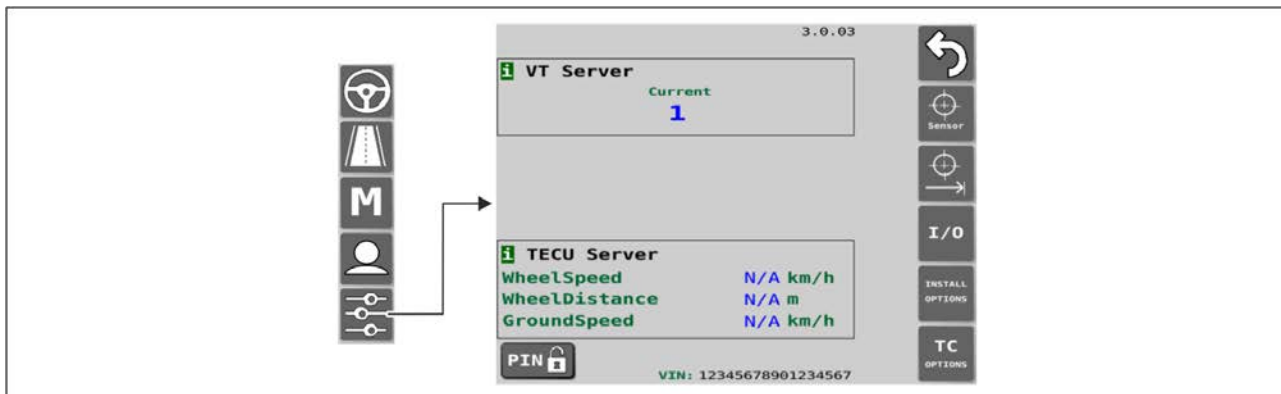 3.0.03
i VT Server
Current
1
M
i TECU Server
WheelSpeed N/A km/h
WheelDistance N/A m
GroundSpeed N/A km/h
PIN
VIN: 12345678901234567
Sensor
I/O
INSTALL
OPTIONS
TC
OPTIONS